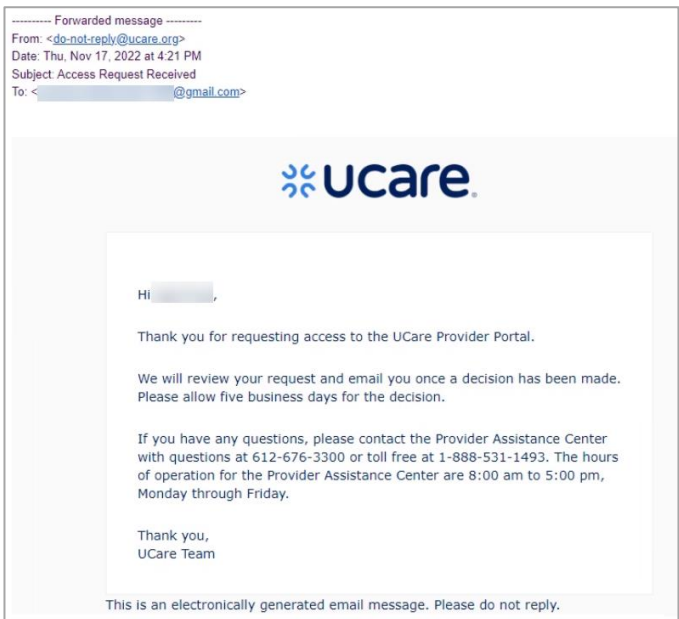 ---------- Forwarded message ---------
From: <do-not-reply@ucare.org>
Date: Thu, Nov 17, 2022 at 4:21 PM
Subject: Access Request Received
To: < @gmail.com>
ucare.
Hi ,
Thank you for requesting access to the UCare Provider Portal.
We will review your request and email you once a decision has been made.
Please allow five business days for the decision.
If you have any questions, please contact the Provider Assistance Center
with questions at 612-676-3300 or toll free at 1-888-531-1493. The hours
of operation for the Provider Assistance Center are 8:00 am to 5:00 pm,
Monday through Friday.
Thank you,
UCare Team
This is an electronically generated email message. Please do not reply.